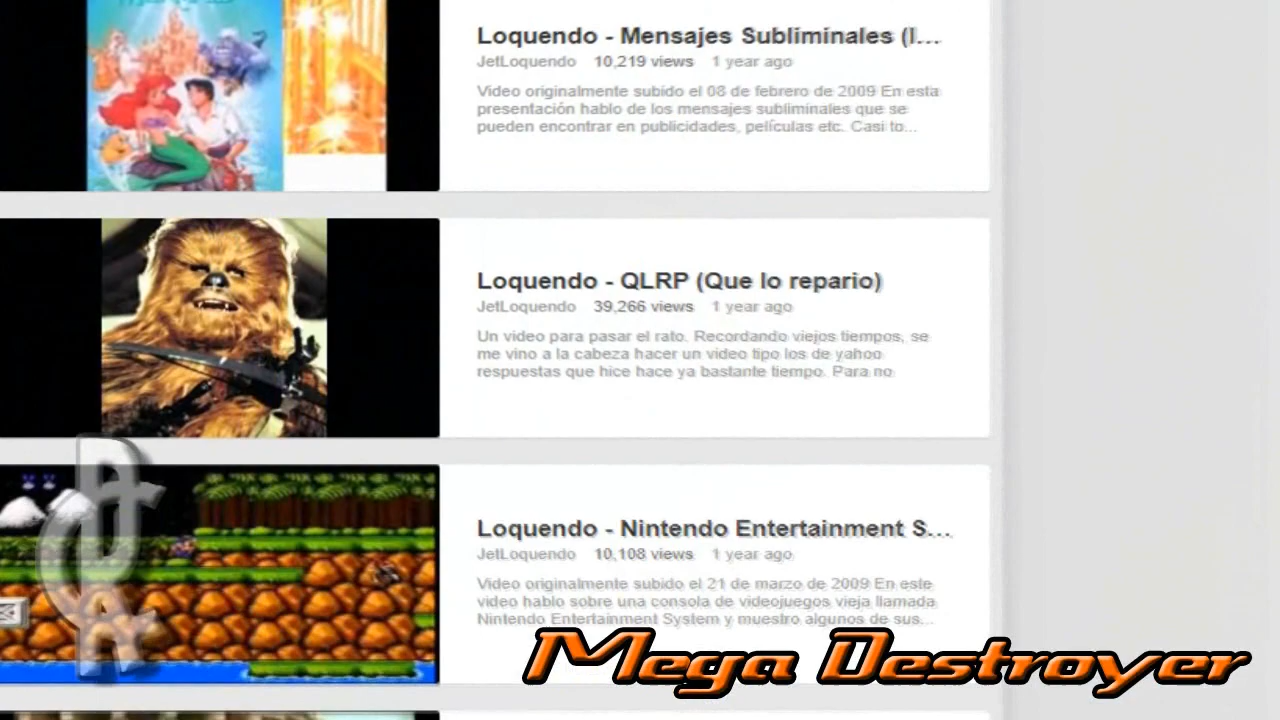 Loquendo - Mensajes Subliminales (I...
JetLoquendo 10,219 views 1 year ago
Video originalmente subido el 08 de febrero de 2009 En esta
presentación hablo de los mensajes subliminales que se
pueden encontrar en publicidades, películas etc. Casi to...
Loquendo - QLRP (Que lo repario)
JetLoquendo 39,266 views 1 year ago
Un video para pasar el rato. Recordando viejos tiempos, se
me vino a la cabeza hacer un video tipo los de yahoo
respuestas que hice hace ya bastante tiempo. Para no
Loquendo - Nintendo Entertainment S...
JetLoquendo 10,108 views 1 year ago
Video originalmente subido el 21 de marzo de 2009 En este
video hablo sobre una consola de videojuegos vieja llamada
Nintendo Entertainment System y muestro algunos de sus...
Mega Destroyer